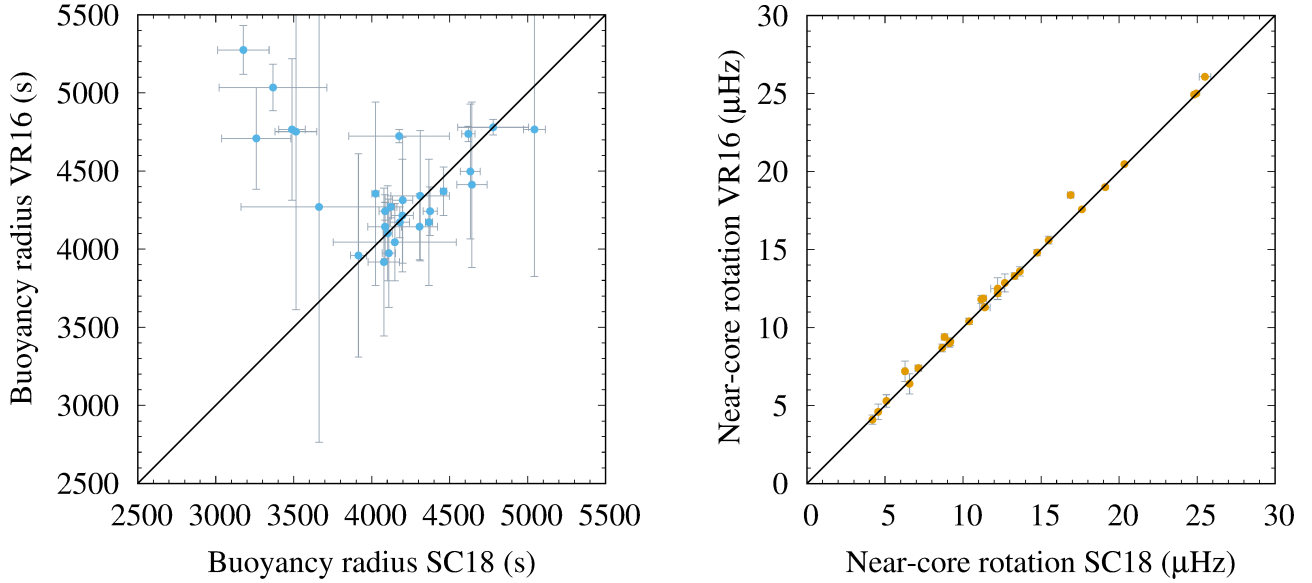 Buoyancy radius VR16 (s)
5500
5000
4500
4000
3500
3000
2500
2500 3000 3500 4000 4500 5000 5500
Buoyancy radius SC18 (s)
Near-core rotation VR16 (μHz)
30
25
20
15
10
5
0
0 5 10 15 20 25 30
Near-core rotation SC18 (μHz)